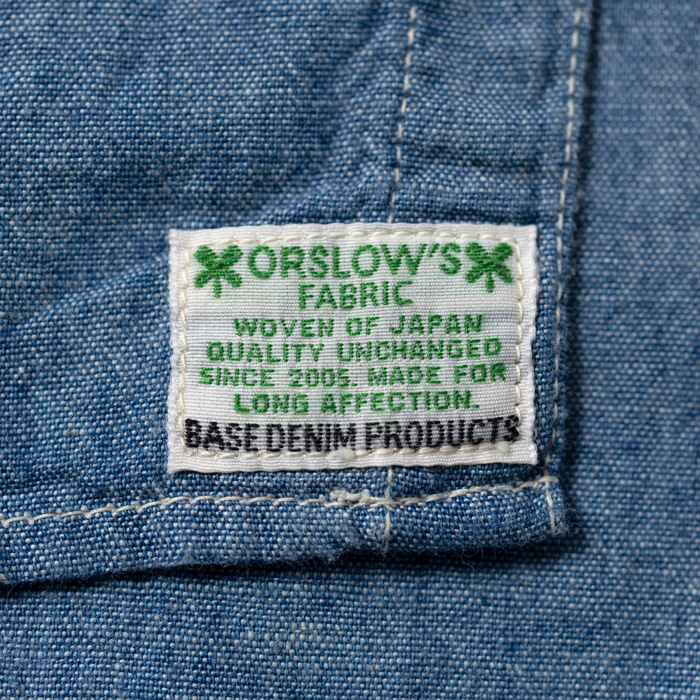 ORSLOW'S
FABRIC
WOVEN OF JAPAN
QUALITY UNCHANGED
SINCE 2005. MADE FOR
LONG AFFECTION.
BASE DENIM PRODUCTS